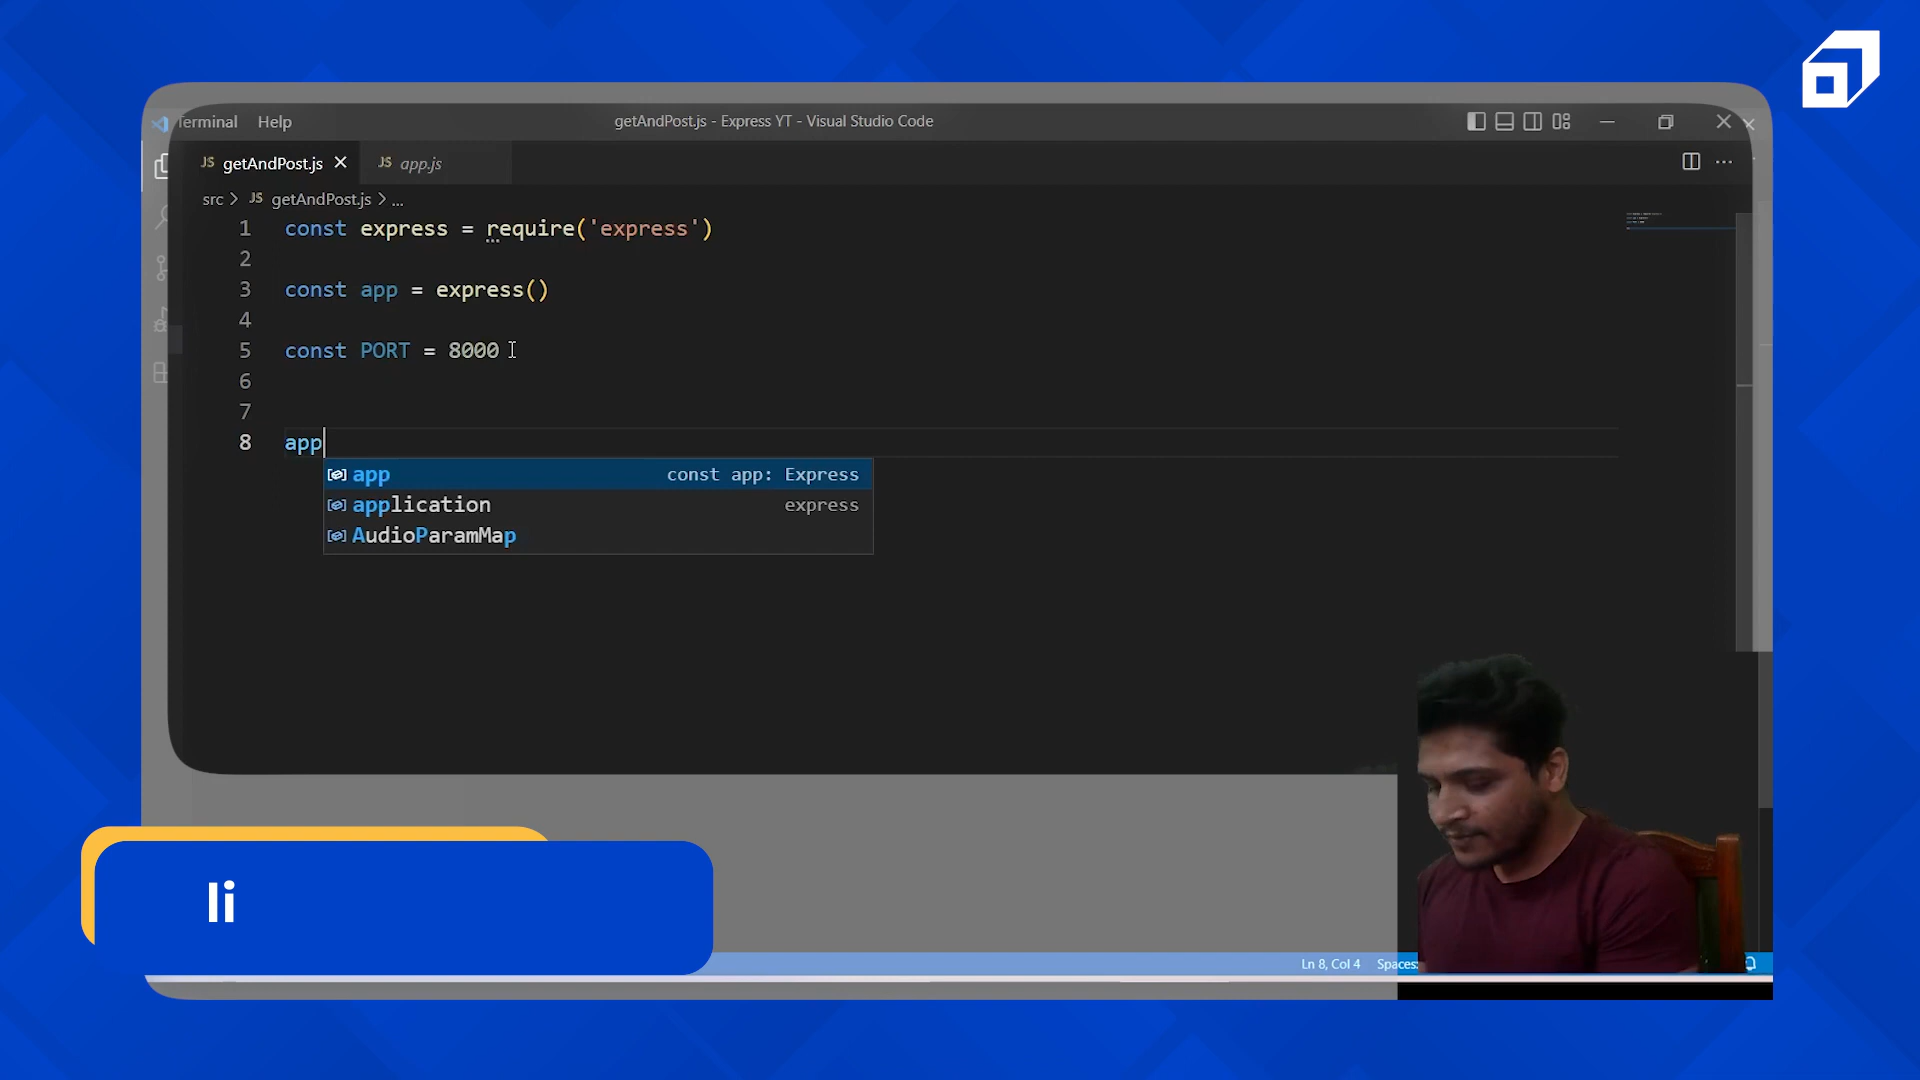 Terminal Help getAndPost.js - Express YT - Visual Studio Code
JS getAndPost.js JS app.js
src > JS getAndPost.js > ...
1 const express = require('express')
2
3 const app = express()
4
5 const PORT = 8000
6
7
8 app
app const app: Express
application express
AudioParamMap
li
Ln 8, Col 4 Spaces: